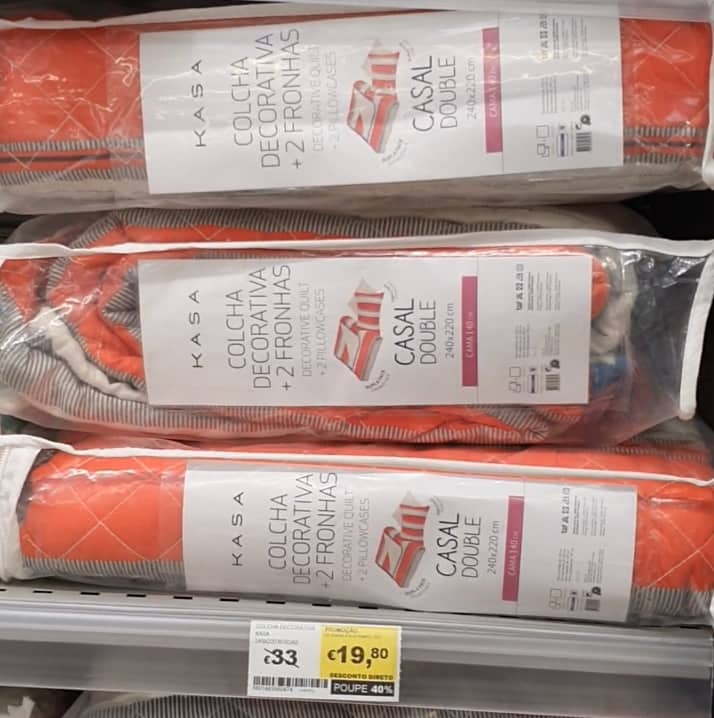 KASA
COLCHA
DECORATIVA
+ 2 FRONHAS
DECORATIVE QUILT
+ 2 PILLOWCASES
CASAL
DOUBLE
240x220 cm
CAMA 140 cm
KASA
COLCHA
DECORATIVA
+ 2 FRONHAS
DECORATIVE QUILT
+ 2 PILLOWCASES
CASAL
DOUBLE
240x220 cm
CAMA 140 cm
KASA
COLCHA
DECORATIVA
+ 2 FRONHAS
DECORATIVE QUILT
+ 2 PILLOWCASES
CASAL
DOUBLE
240x220 cm
CAMA 140 cm
COLCHA DECORATIVA
KASA
€33
PROMOÇÃO
€19,80
DESCONTO DIRETO
POUPE 40%